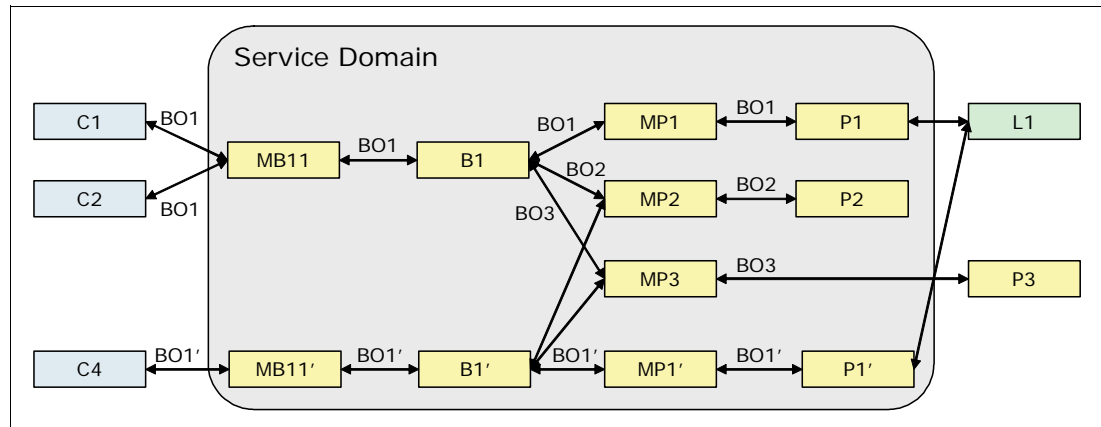 Service Domain
C1
BO1
MB11
BO1
B1
BO1
MP1
BO1
P1
L1
C2
BO1
BO2
MP2
BO2
P2
BO3
MP3
BO3
P3
C4
BO1′
MB11′
BO1′
B1′
BO1′
MP1′
BO1′
P1′